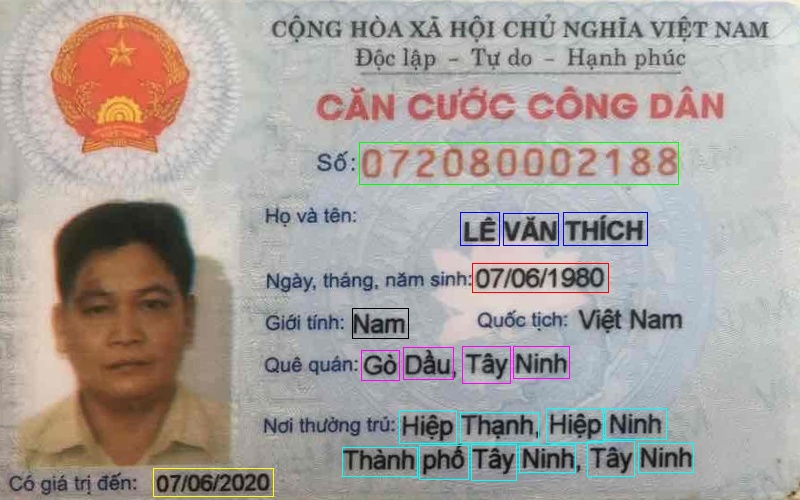 CỘNG HÒA XÃ HỘI CHỦ NGHĨA VIỆT NAM
Độc lập - Tự do - Hạnh phúc
CĂN CƯỚC CÔNG DÂN
Số: 072080002188
Họ và tên:
LÊ VĂN THÍCH
Ngày, tháng, năm sinh: 07/06/1980
Giới tính: Nam Quốc tịch: Việt Nam
Quê quán: Gò Dầu, Tây Ninh
Nơi thường trú: Hiệp Thạnh, Hiệp Ninh
Thành phố Tây Ninh, Tây Ninh
Có giá trị đến: 07/06/2020